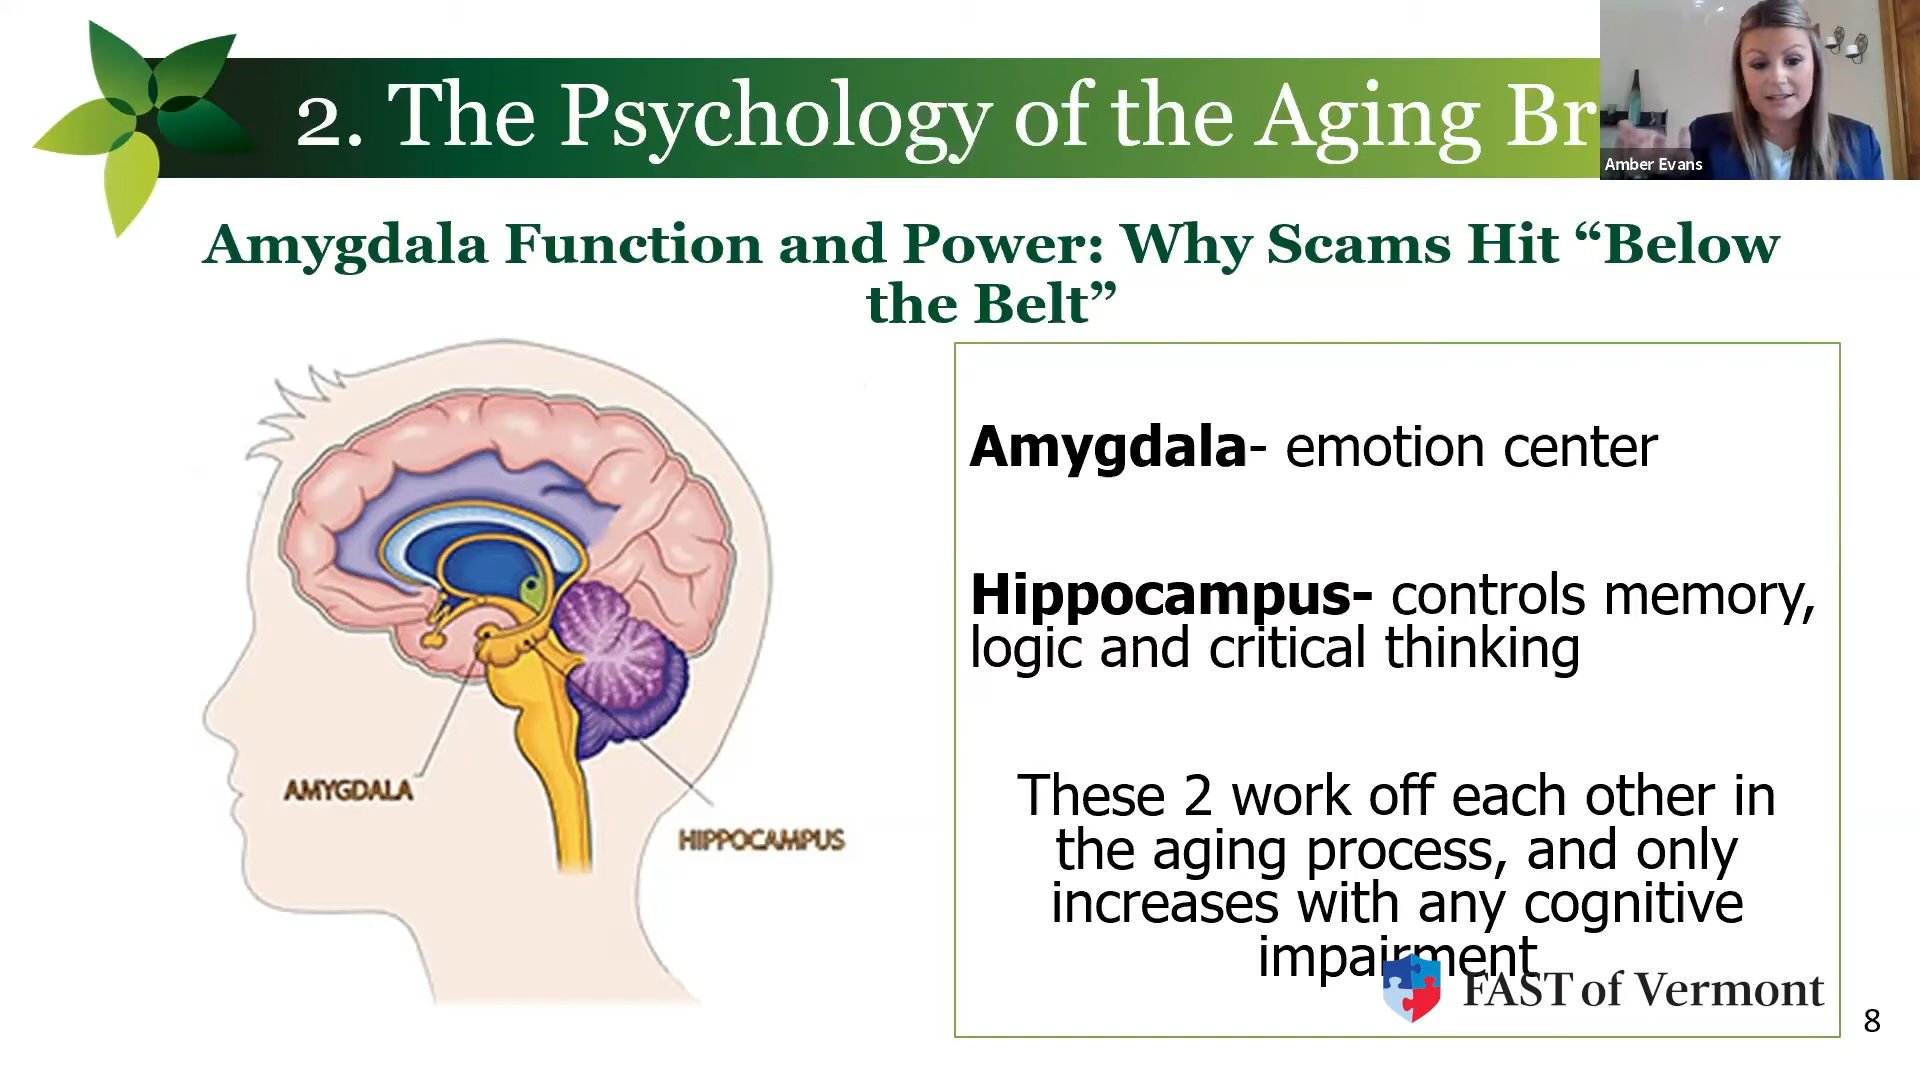 2. The Psychology of the Aging Br
Amber Evans
Amygdala Function and Power: Why Scams Hit “Below
the Belt”
AMYGDALA
HIPPOCAMPUS
Amygdala- emotion center
Hippocampus- controls memory,
logic and critical thinking
These 2 work off each other in
the aging process, and only
increases with any cognitive
impairment
FAST of Vermont
8